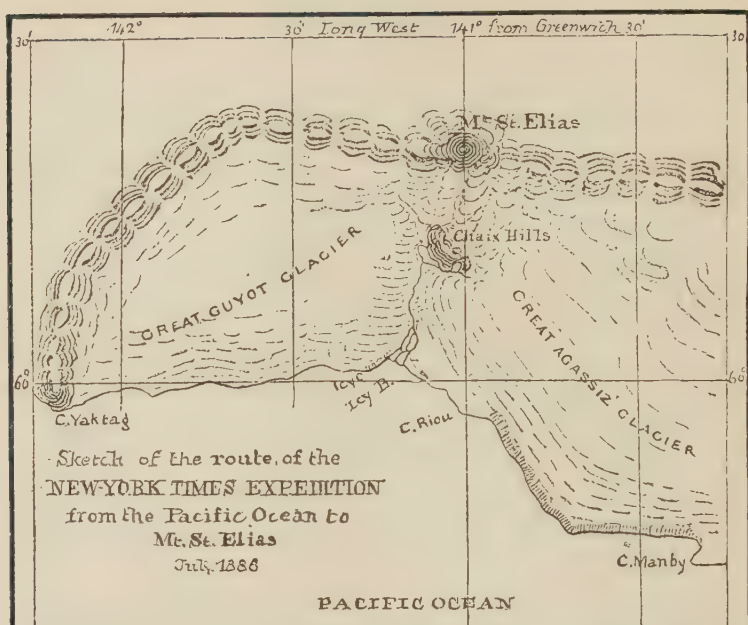 142° 30' Long West 141° from Greenwich 30'
30' 30'
Mt. St. Elias
Chaix Hills
GREAT GUYOT GLACIER
GREAT AGASSIZ GLACIER
60° 60°
Icy C.
Icy B.
C. Yaktag
C. Riou
Sketch of the route, of the
NEW-YORK TIMES EXPEDITION
from the Pacific Ocean to
Mt. St. Elias
July. 1886
C. Manby
PACIFIC OCEAN